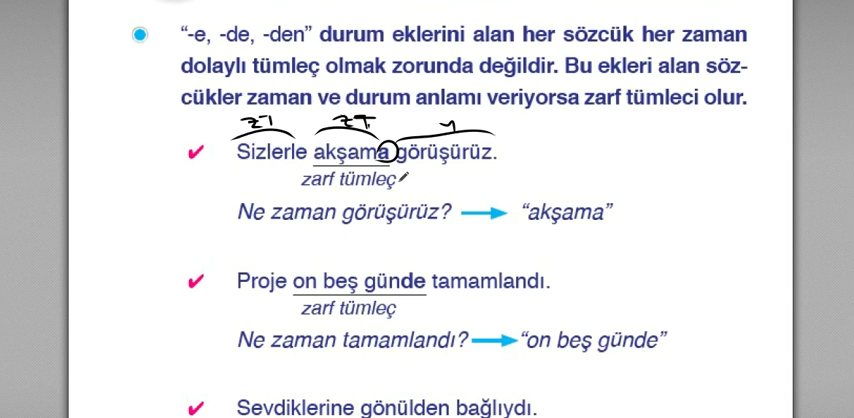 “-e, -de, -den” durum eklerini alan her sözcük her zaman
dolaylı tümleç olmak zorunda değildir. Bu ekleri alan söz-
cükler zaman ve durum anlamı veriyorsa zarf tümleci olur.
ZT ZT y
✔ Sizlerle akşama görüşürüz.
zarf tümleç
Ne zaman görüşürüz? → “akşama”
✔ Proje on beş günde tamamlandı.
zarf tümleç
Ne zaman tamamlandı? → “on beş günde”
✔ Sevdiklerine gönülden bağlıydı.